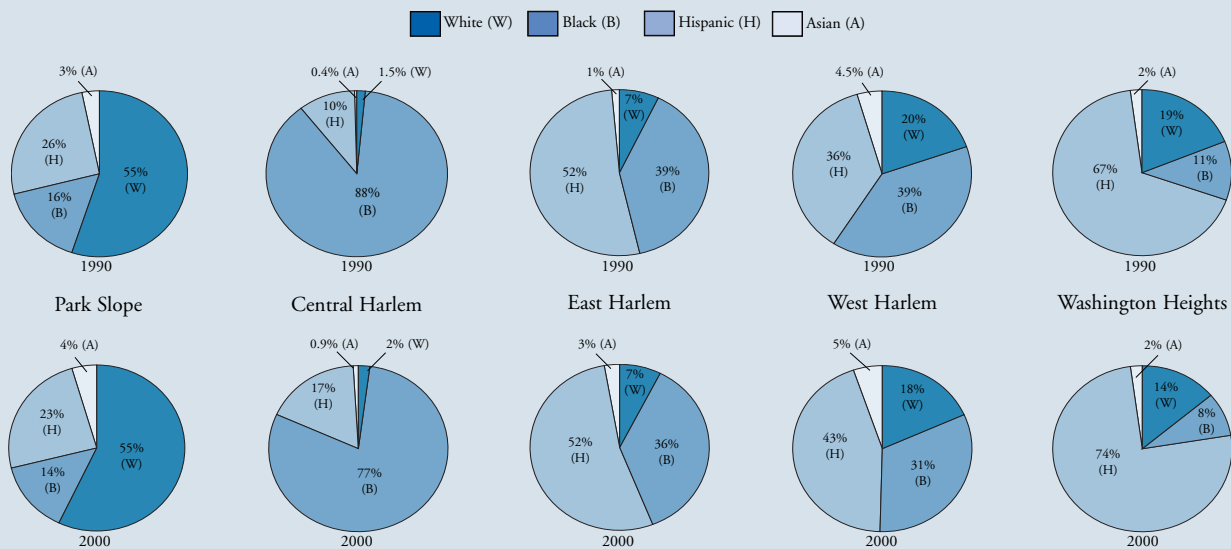 White (W) Black (B) Hispanic (H) Asian (A)
3% (A)
26%
(H)
55%
(W)
16%
(B)
1990
0.4% (A)
1.5% (W)
10%
(H)
88%
(B)
1990
1% (A)
7%
(W)
52%
(H)
39%
(B)
1990
4.5% (A)
20%
(W)
36%
(H)
39%
(B)
1990
2% (A)
19%
(W)
11%
(B)
67%
(H)
1990
Park Slope
Central Harlem
East Harlem
West Harlem
Washington Heights
4% (A)
23%
(H)
55%
(W)
14%
(B)
2000
0.9% (A)
2% (W)
17%
(H)
77%
(B)
2000
3% (A)
7%
(W)
52%
(H)
36%
(B)
2000
5% (A)
18%
(W)
43%
(H)
31%
(B)
2000
2% (A)
14%
(W)
8%
(B)
74%
(H)
2000